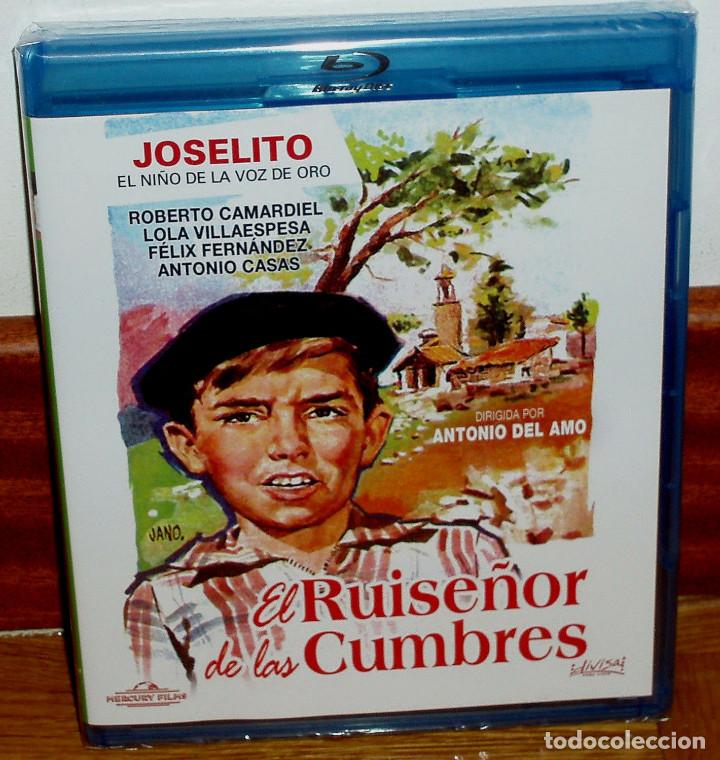 Blu-ray Disc
JOSELITO
EL NIÑO DE LA VOZ DE ORO
ROBERTO CAMARDIEL
LOLA VILLAESPESA
FÉLIX FERNÁNDEZ
ANTONIO CASAS
DIRIGIDA POR
ANTONIO DEL AMO
JANO.
El Ruiseñor
de las Cumbres
MERCURY FILMS
divisa
todocoleccion